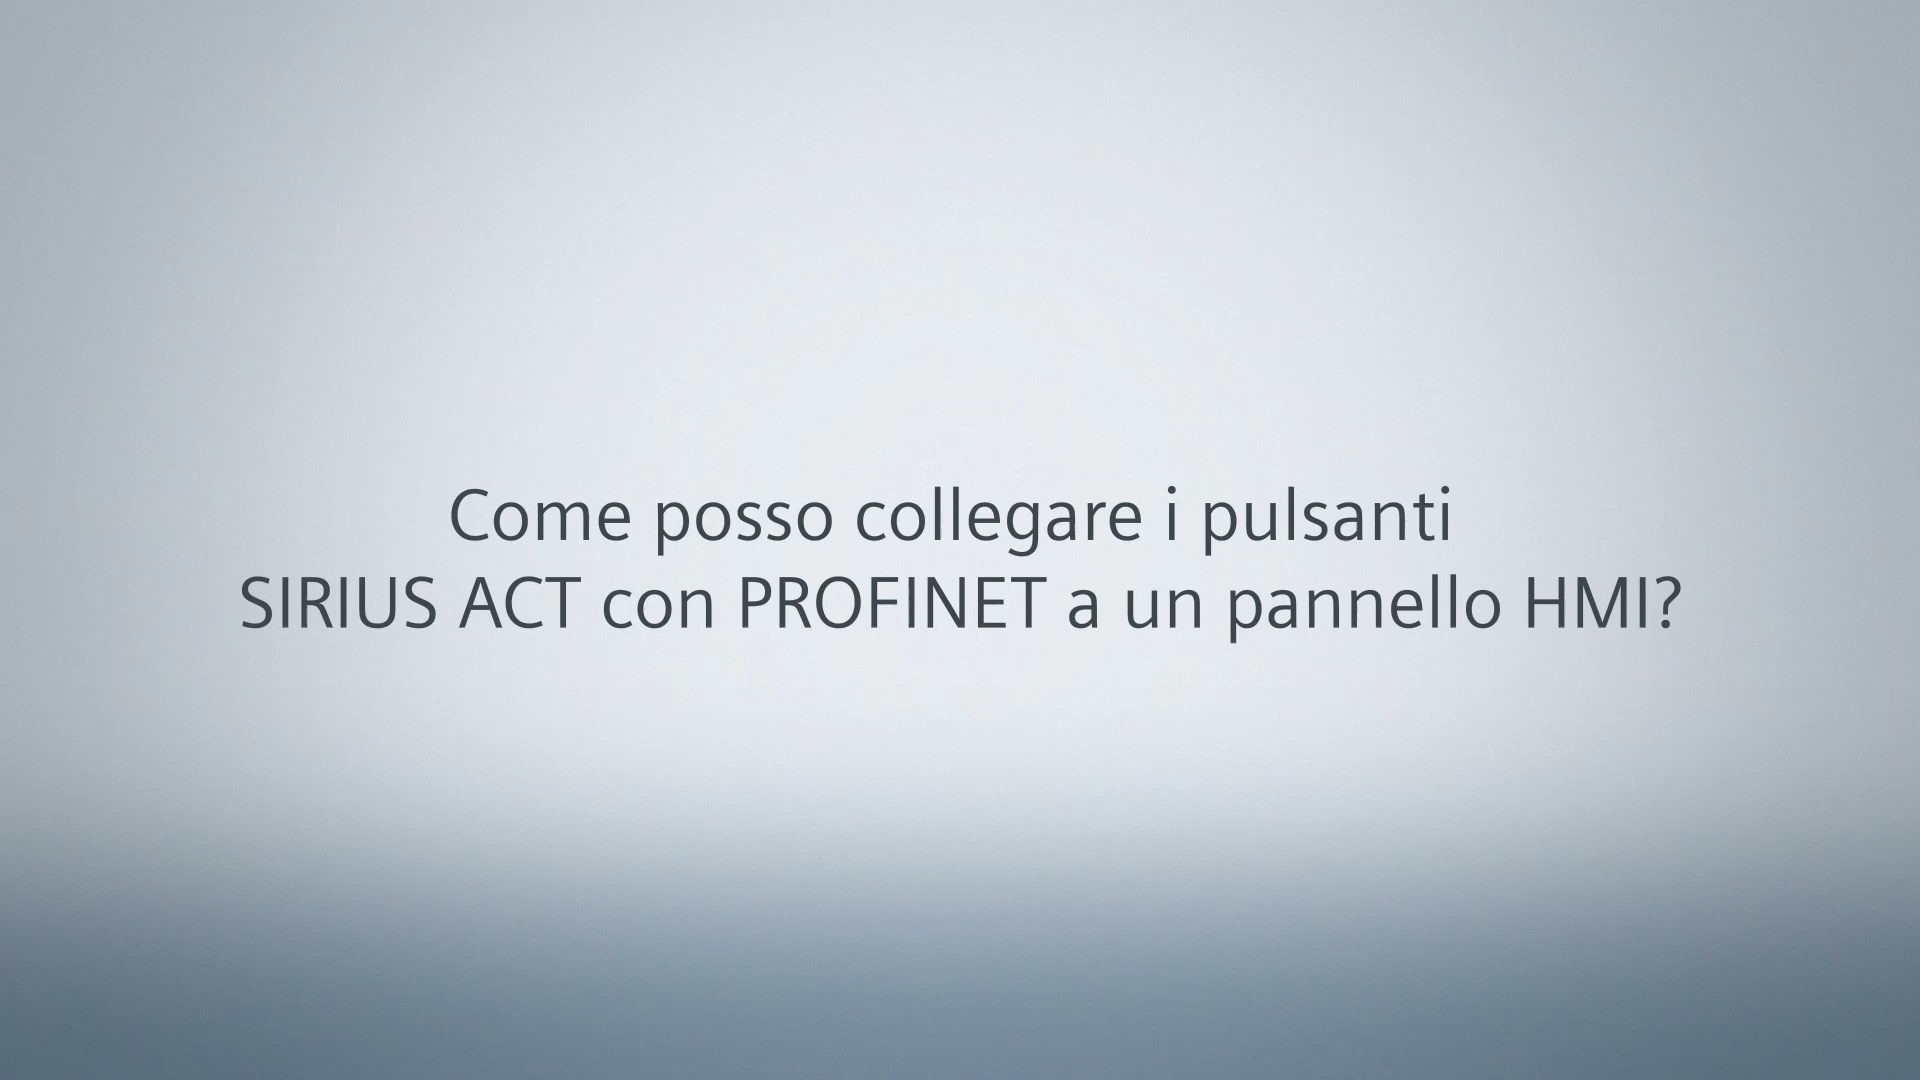 Come posso collegare i pulsanti
SIRIUS ACT con PROFINET a un pannello HMI?